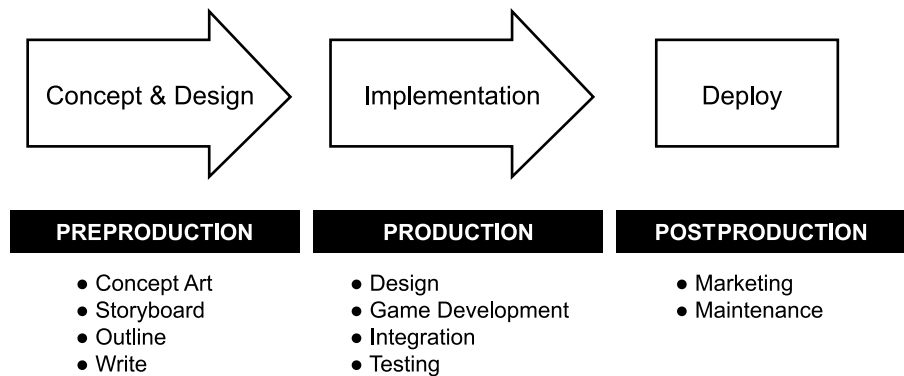 Concept & Design
Implementation
Deploy
PREPRODUCTION
● Concept Art
● Storyboard
● Outline
● Write
PRODUCTION
● Design
● Game Development
● Integration
● Testing
POSTPRODUCTION
● Marketing
● Maintenance